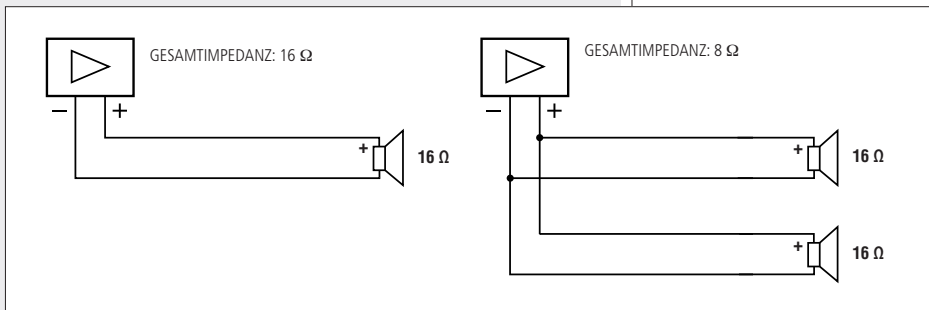 GESAMTIMPEDANZ: 16 Ω
− +
+
16 Ω
GESAMTIMPEDANZ: 8 Ω
− +
+
16 Ω
+
16 Ω